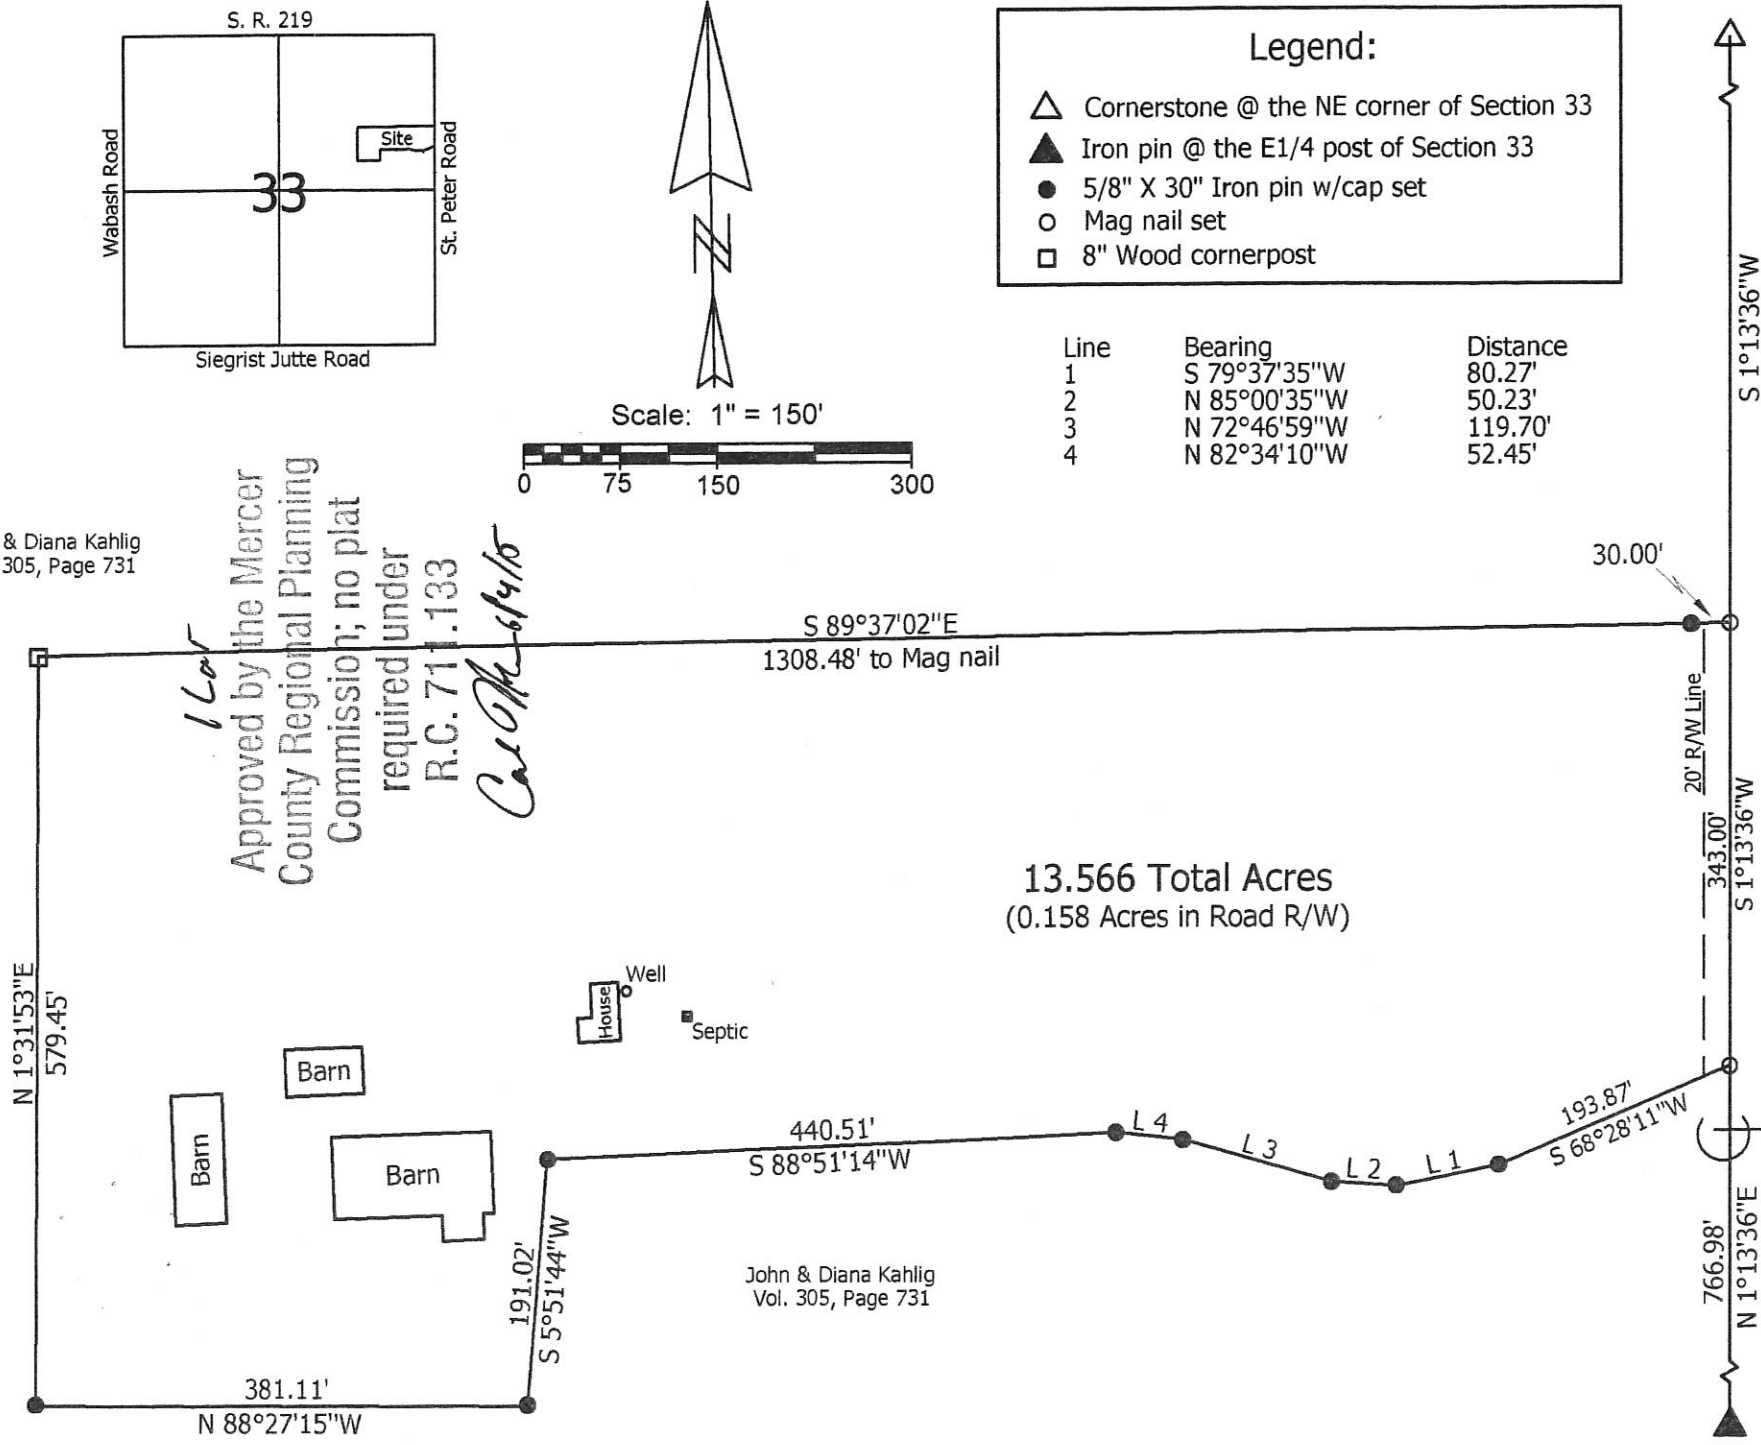 S. R. 219
Wabash Road
Site
33
St. Peter Road
Siegrist Jutte Road
N
Scale: 1" = 150'
0 75 150 300
Legend:
Cornerstone @ the NE corner of Section 33
Iron pin @ the E1/4 post of Section 33
5/8" X 30" Iron pin w/cap set
Mag nail set
8" Wood cornerpost
Line Bearing Distance
1 S 79°37'35"W 80.27'
2 N 85°00'35"W 50.23'
3 N 72°46'59"W 119.70'
4 N 82°34'10"W 52.45'
S 1°13'36"W
& Diana Kahlig
305, Page 731
1 Lot
Approved by the Mercer
County Regional Planning
Commission; no plat
required under
R.C. 711.133
6/4/15
30.00'
S 89°37'02"E
1308.48' to Mag nail
20' R/W Line
343.00'
S 1°13'36"W
13.566 Total Acres
(0.158 Acres in Road R/W)
N 1°31'53"E
579.45'
Well
House
Septic
Barn
Barn
Barn
440.51'
S 88°51'14"W
L 4
L 3
L 2
L 1
193.87'
S 68°28'11"W
191.02'
S 5°51'44"W
John & Diana Kahlig
Vol. 305, Page 731
766.98'
N 1°13'36"E
381.11'
N 88°27'15"W